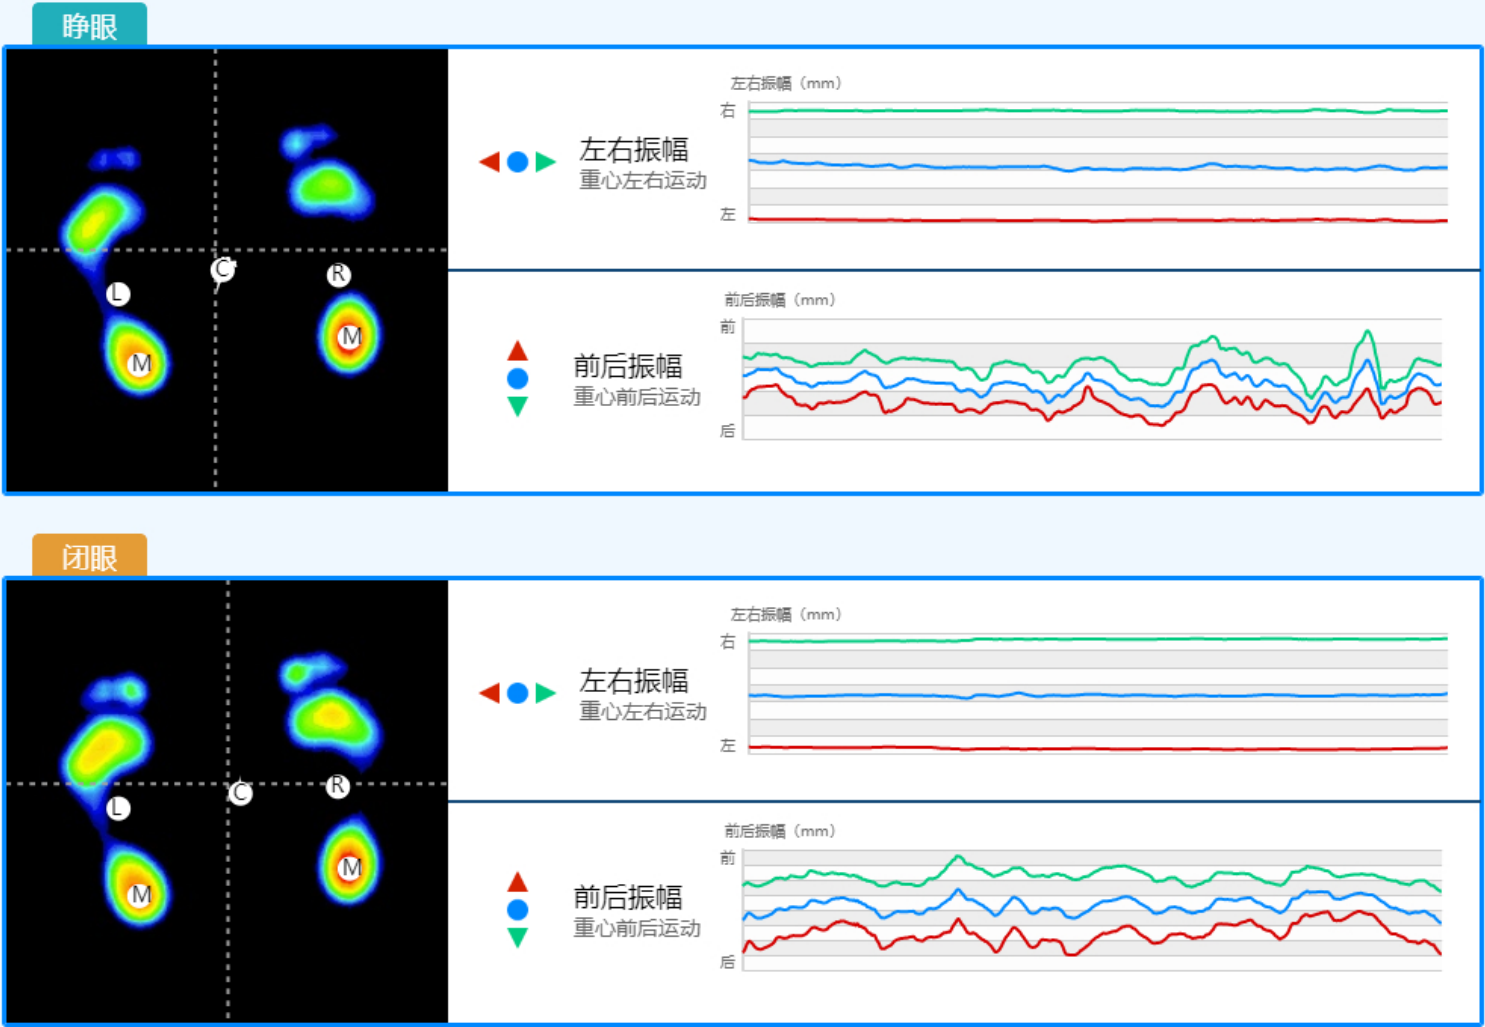 睁眼
左右振幅（mm）
右
左右振幅
重心左右运动
左
C
R
L
M
M
前后振幅（mm）
前
前后振幅
重心前后运动
后
闭眼
左右振幅（mm）
右
左右振幅
重心左右运动
左
C
R
L
M
M
前后振幅（mm）
前
前后振幅
重心前后运动
后